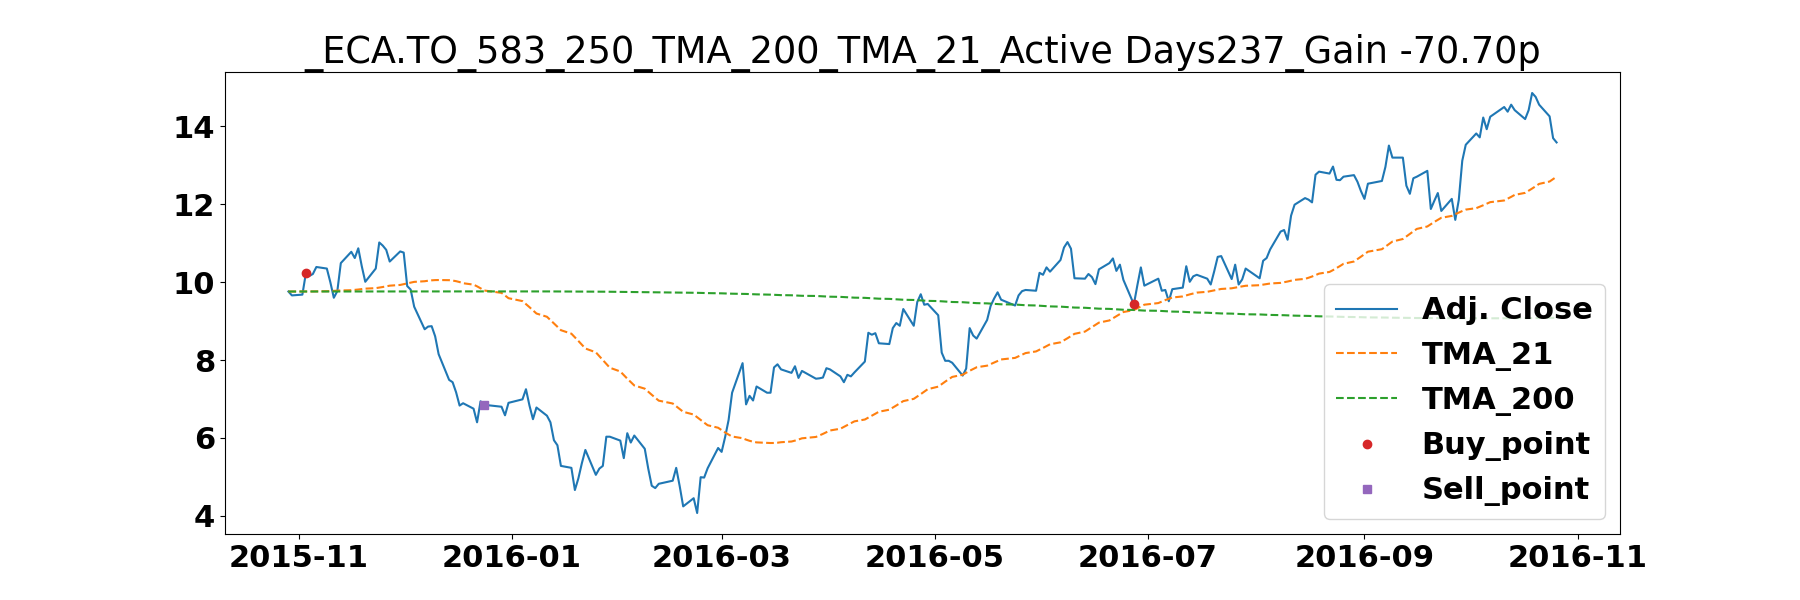 _ECA.TO_583_250_TMA_200_TMA_21_Active Days237_Gain -70.70p
14
12
10
8
6
4
Adj. Close
TMA_21
TMA_200
Buy_point
Sell_point
2015-11 2016-01 2016-03 2016-05 2016-07 2016-09 2016-11